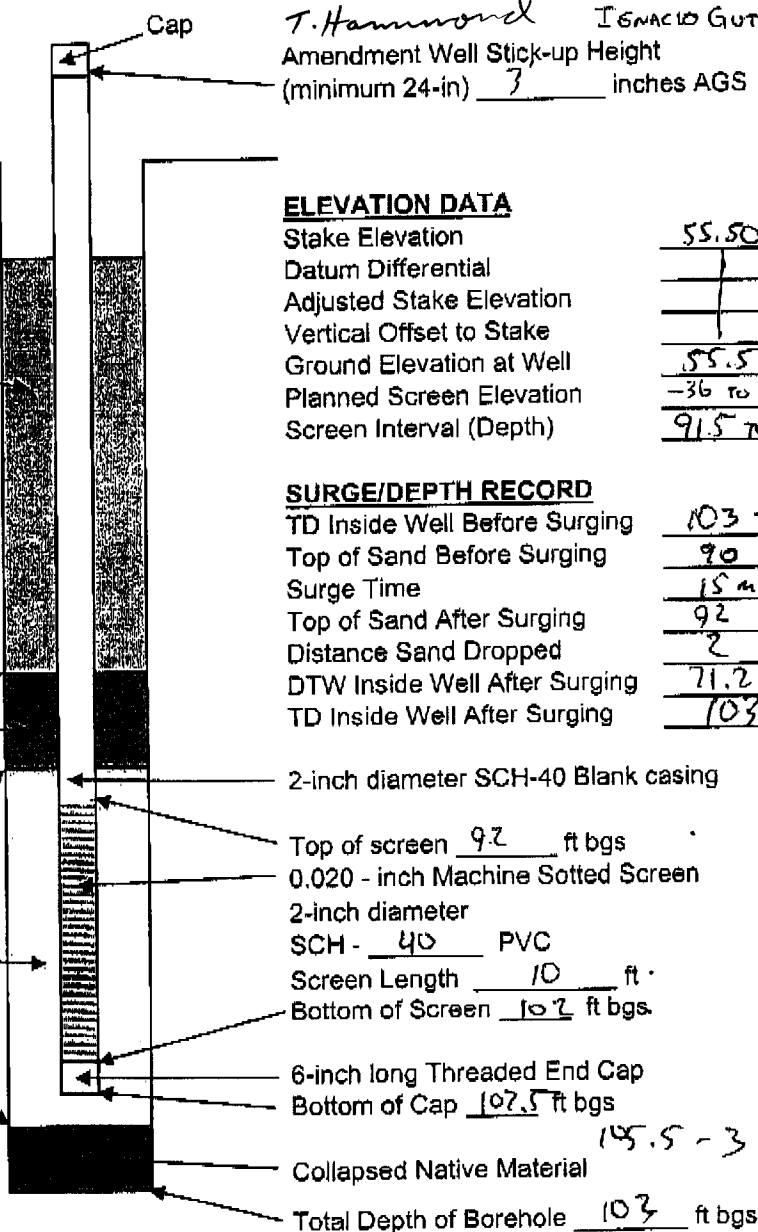 Cap
T. Hammond IGNACIO GUT
Amendment Well Stick-up Height
(minimum 24-in) 3 inches AGS
ELEVATION DATA
Stake Elevation 55.50
Datum Differential
Adjusted Stake Elevation
Vertical Offset to Stake
Ground Elevation at Well 55.5
Planned Screen Elevation -36 TO
Screen Interval (Depth) 91.5
SURGE/DEPTH RECORD
TD Inside Well Before Surging 103
Top of Sand Before Surging 90
Surge Time 15 m
Top of Sand After Surging 92
Distance Sand Dropped 2
DTW Inside Well After Surging 71.2
TD Inside Well After Surging 103
2-inch diameter SCH-40 Blank casing
Top of screen 92 ft bgs
0.020 - inch Machine Sotted Screen
2-inch diameter
SCH - 40 PVC
Screen Length 10 ft
Bottom of Screen 102 ft bgs.
6-inch long Threaded End Cap
Bottom of Cap 102.5 ft bgs
Collapsed Native Material
Total Depth of Borehole 103 ft bgs